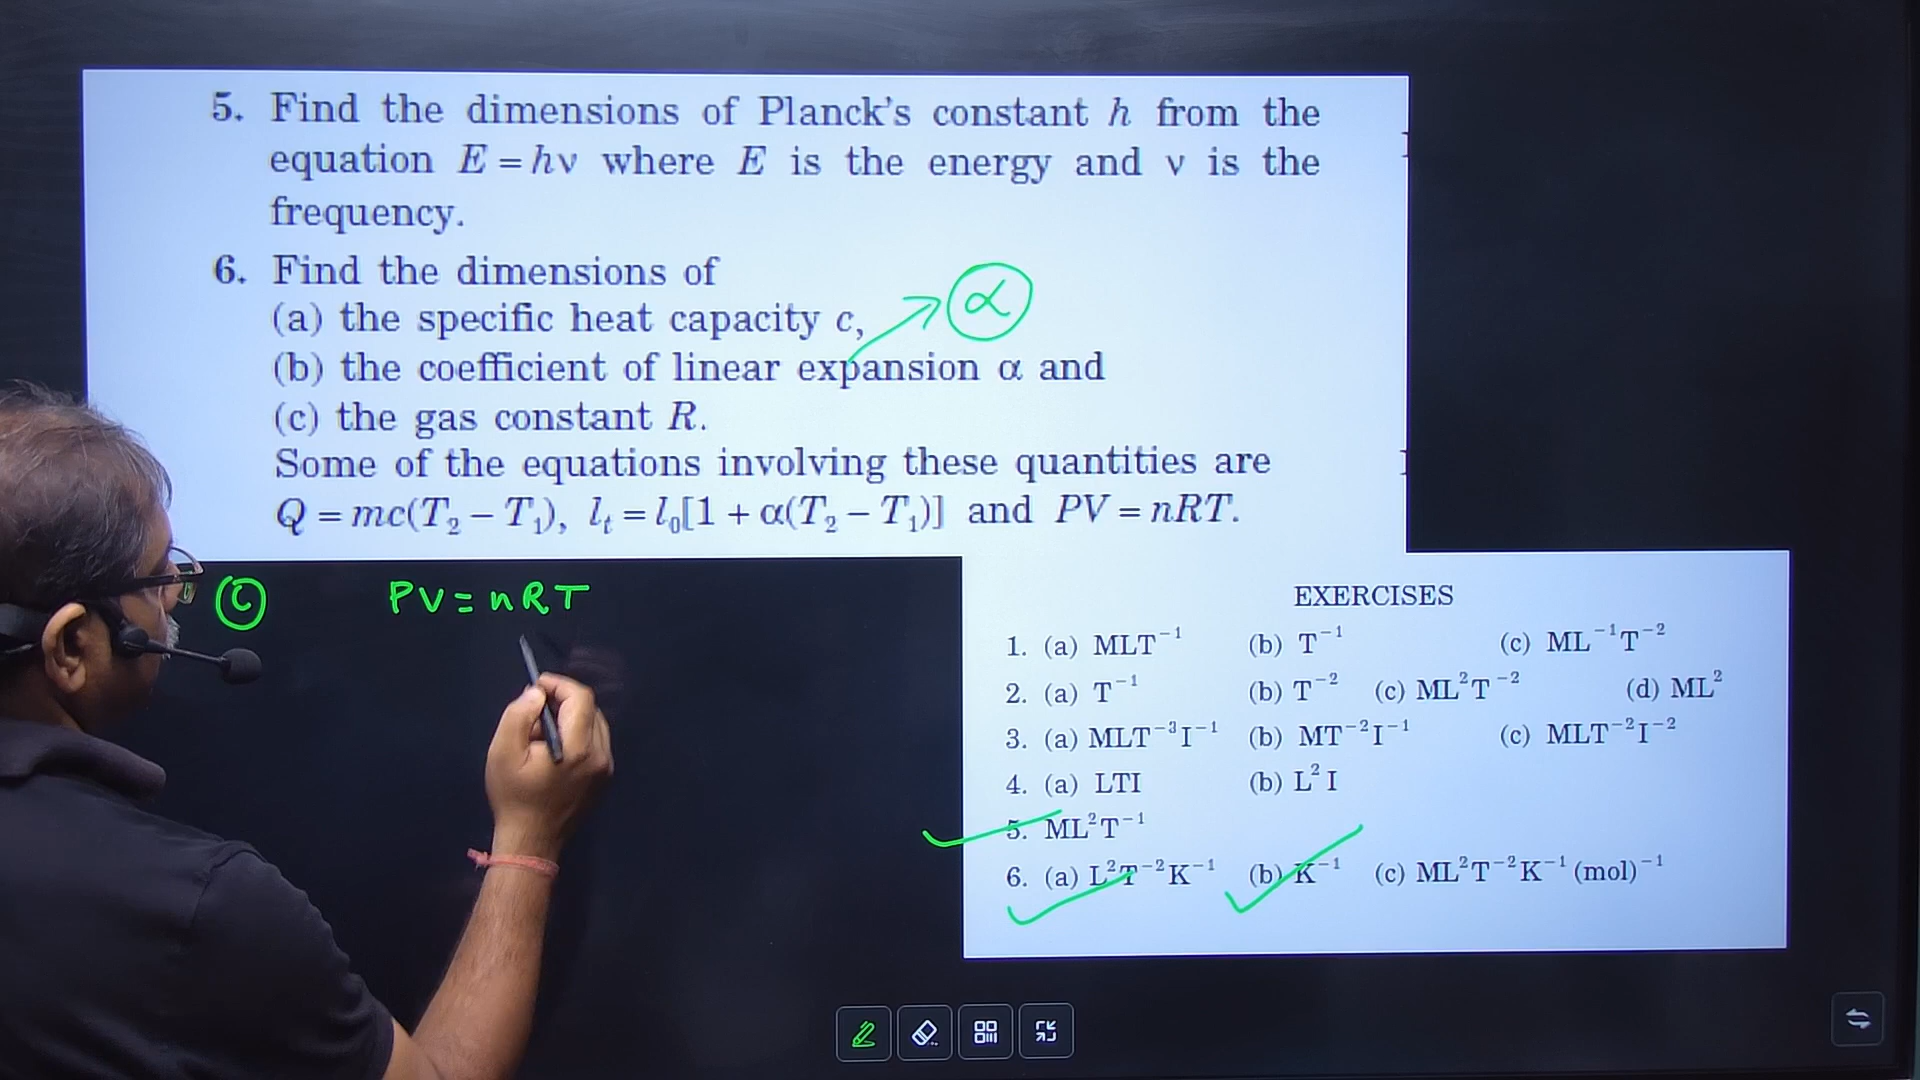 5. Find the dimensions of Planck's constant h from the
equation E = hν where E is the energy and ν is the
frequency.
6. Find the dimensions of
(a) the specific heat capacity c,
α
(b) the coefficient of linear expansion α and
(c) the gas constant R.
Some of the equations involving these quantities are
Q = mc(T₂ − T₁), lₜ = l₀[1 + α(T₂ − T₁)] and PV = nRT.
C PV = nRT
EXERCISES
1. (a) MLT⁻¹ (b) T⁻¹ (c) ML⁻¹T⁻²
2. (a) T⁻¹ (b) T⁻² (c) ML²T⁻² (d) ML²
3. (a) MLT⁻³I⁻¹ (b) MT⁻²I⁻¹ (c) MLT⁻²I⁻²
4. (a) LTI (b) L²I
5. ML²T⁻¹
6. (a) L²T⁻²K⁻¹ (b) K⁻¹ (c) ML²T⁻²K⁻¹(mol)⁻¹